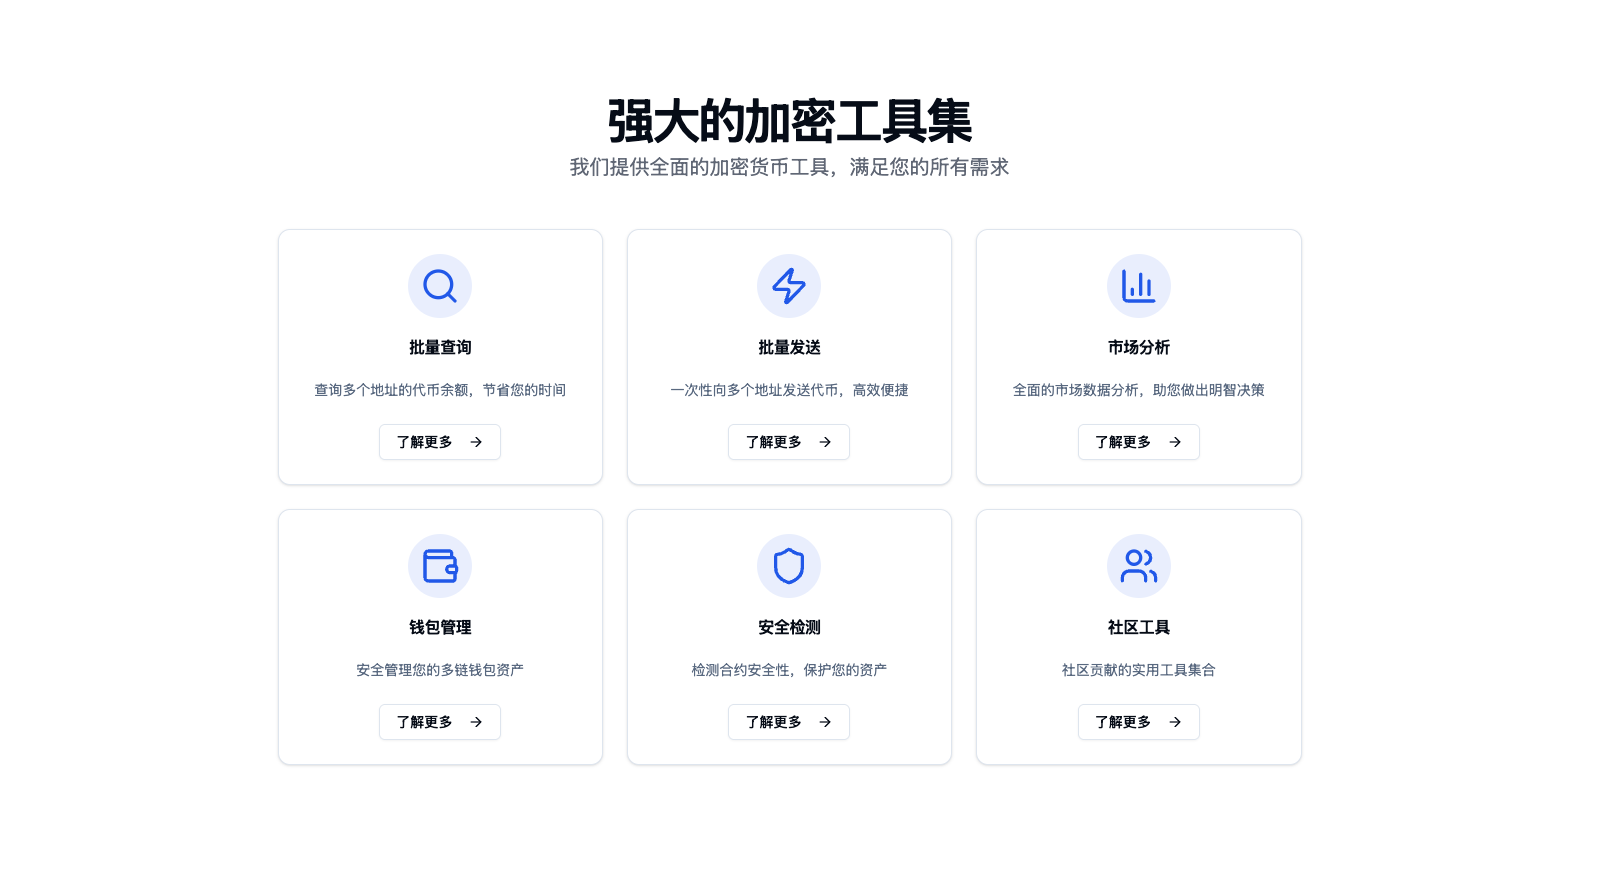 强大的加密工具集
我们提供全面的加密货币工具，满足您的所有需求
批量查询
查询多个地址的代币余额，节省您的时间
了解更多
批量发送
一次性向多个地址发送代币，高效便捷
了解更多
市场分析
全面的市场数据分析，助您做出明智决策
了解更多
钱包管理
安全管理您的多链钱包资产
了解更多
安全检测
检测合约安全性，保护您的资产
了解更多
社区工具
社区贡献的实用工具集合
了解更多